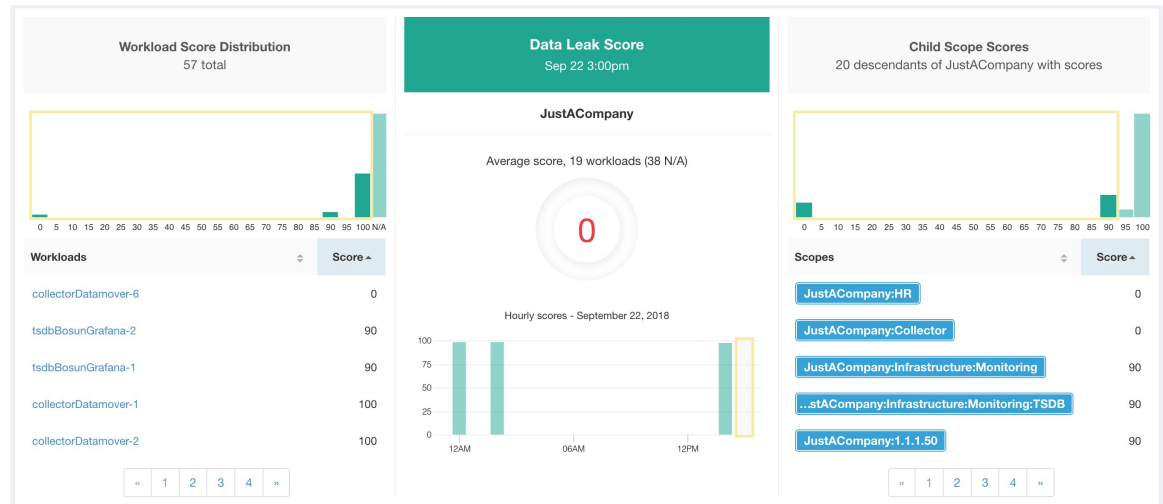 Workload Score Distribution
57 total
0 5 10 15 20 25 30 35 40 45 50 55 60 65 70 75 80 85 90 95 100 N/A
Workloads Score
collectorDatamover-6 0
tsdbBosunGrafana-2 90
tsdbBosunGrafana-1 90
collectorDatamover-1 100
collectorDatamover-2 100
« 1 2 3 4 »
Data Leak Score
Sep 22 3:00pm
JustACompany
Average score, 19 workloads (38 N/A)
0
Hourly scores - September 22, 2018
100
75
50
25
0
12AM 06AM 12PM
Child Scope Scores
20 descendants of JustACompany with scores
0 5 10 15 20 25 30 35 40 45 50 55 60 65 70 75 80 85 90 95 100
Scopes Score
JustACompany:HR 0
JustACompany:Collector 0
JustACompany:Infrastructure:Monitoring 90
...stACompany:Infrastructure:Monitoring:TSDB 90
JustACompany:1.1.1.50 90
« 1 2 3 4 »